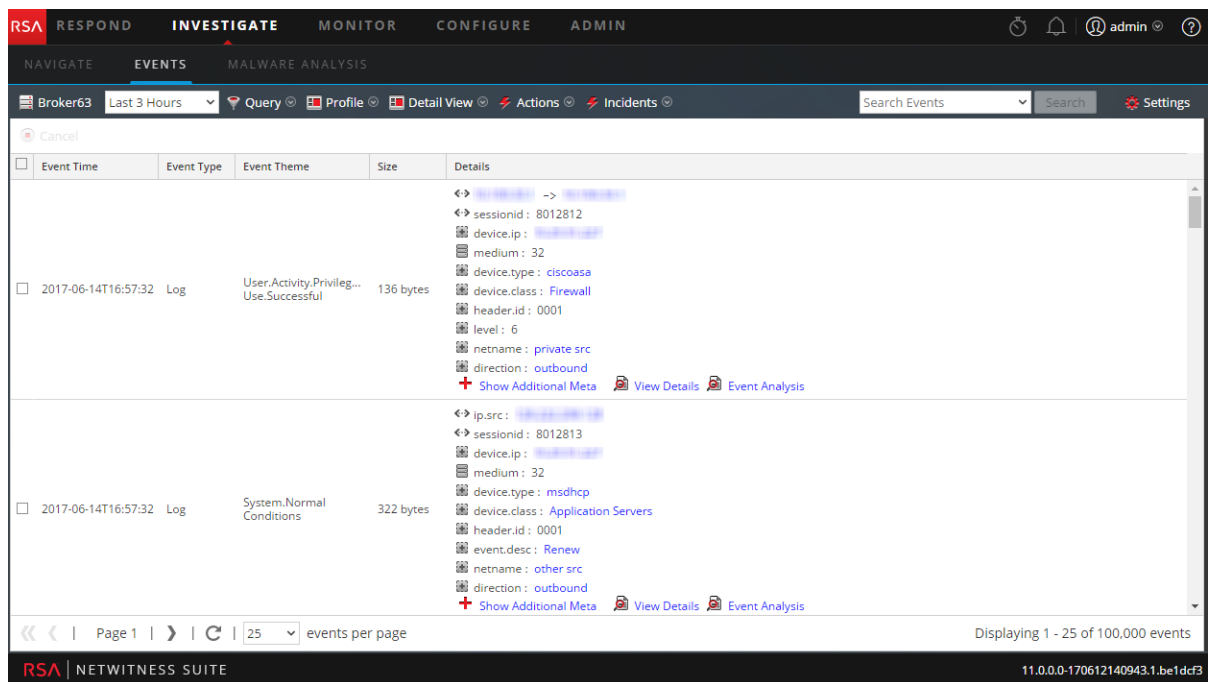 RSA RESPOND INVESTIGATE MONITOR CONFIGURE ADMIN admin
NAVIGATE EVENTS MALWARE ANALYSIS
Broker63 Last 3 Hours Query Profile Detail View Actions Incidents Search Events Search Settings
Cancel
Event Time Event Type Event Theme Size Details
->
sessionid : 8012812
device.ip :
medium : 32
device.type : ciscoasa
2017-06-14T16:57:32 Log User.Activity.Privileg... Use.Successful 136 bytes
device.class : Firewall
header.id : 0001
level : 6
netname : private src
direction : outbound
Show Additional Meta View Details Event Analysis
ip.src :
sessionid : 8012813
device.ip :
medium : 32
device.type : msdhcp
2017-06-14T16:57:32 Log System.Normal Conditions 322 bytes
device.class : Application Servers
header.id : 0001
event.desc : Renew
netname : other src
direction : outbound
Show Additional Meta View Details Event Analysis
Page 1 | 25 events per page Displaying 1 - 25 of 100,000 events
RSA NETWITNESS SUITE 11.0.0.0-170612140943.1.be1dcf3